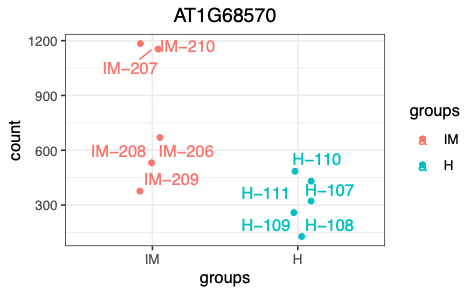 AT1G68570
1200
IM−210
IM−207
900
count
groups
IM
600
IM−208
IM−206
H−110
a
H
IM−209
H−111
H−107
300
H−109
H−108
IM
H
groups